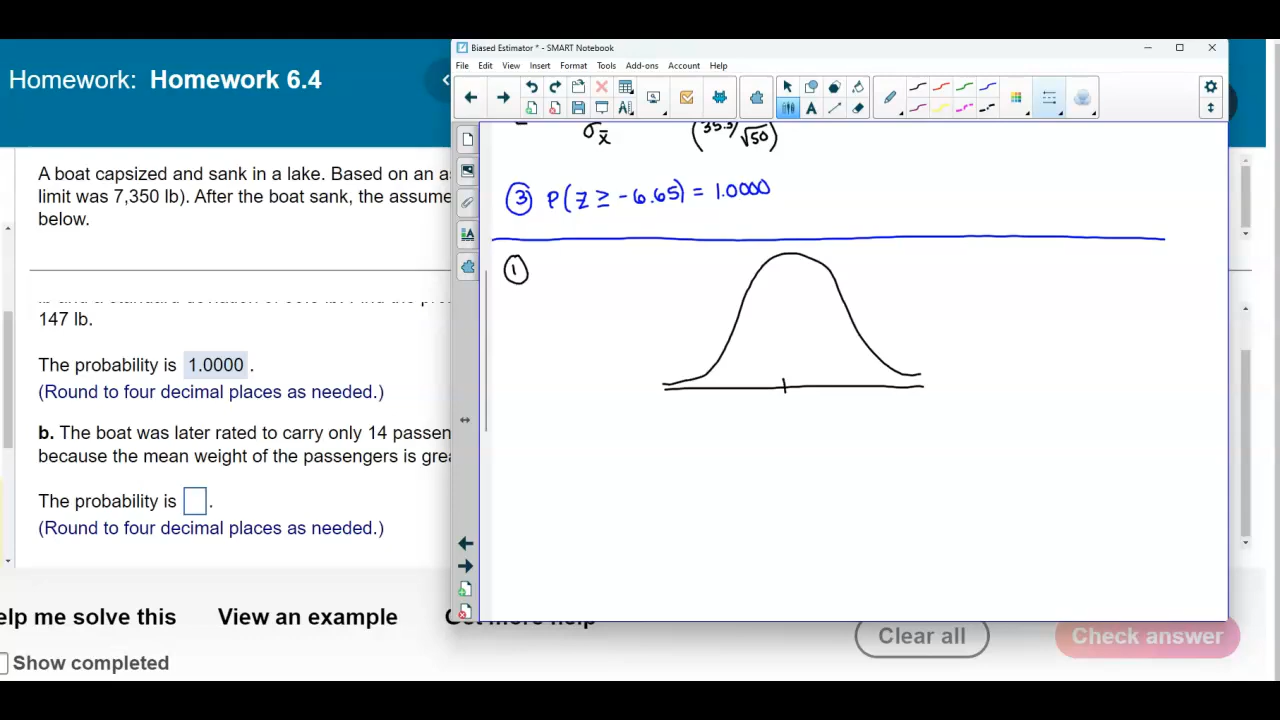 Homework: Homework 6.4
A boat capsized and sank in a lake. Based on an a
limit was 7,350 lb). After the boat sank, the assume
below.
147 lb.
The probability is 1.0000 .
(Round to four decimal places as needed.)
b. The boat was later rated to carry only 14 passen
because the mean weight of the passengers is grea
The probability is .
(Round to four decimal places as needed.)
elp me solve this
View an example
Get more help
Clear all
Check answer
Show completed
Biased Estimator * - SMART Notebook
File Edit View Insert Format Tools Add-ons Account Help
σx̄ (35.3/√50)
③ P(Z ≥ -6.65) = 1.0000
①